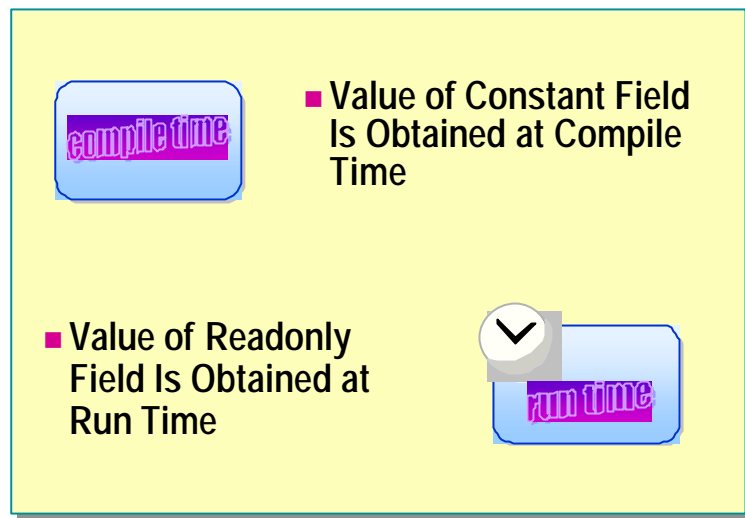 compile time
Value of Constant Field
Is Obtained at Compile
Time
Value of Readonly
Field Is Obtained at
Run Time
run time